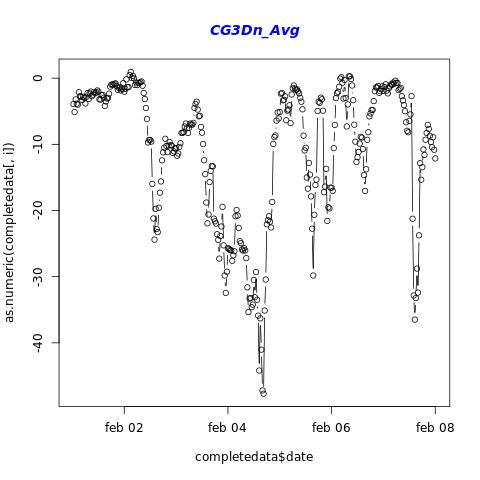 CG3Dn_Avg
as.numeric(completedata[, i])
0
-10
-20
-30
-40
feb 02
feb 04
feb 06
feb 08
completedata$date